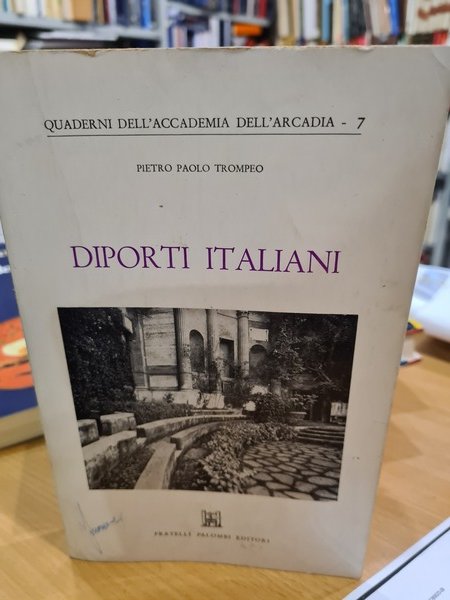 QUADERNI DELL'ACCADEMIA DELL'ARCADIA - 7
PIETRO PAOLO TROMPEO
DIPORTI ITALIANI
FRATELLI PALOMBI EDITORI